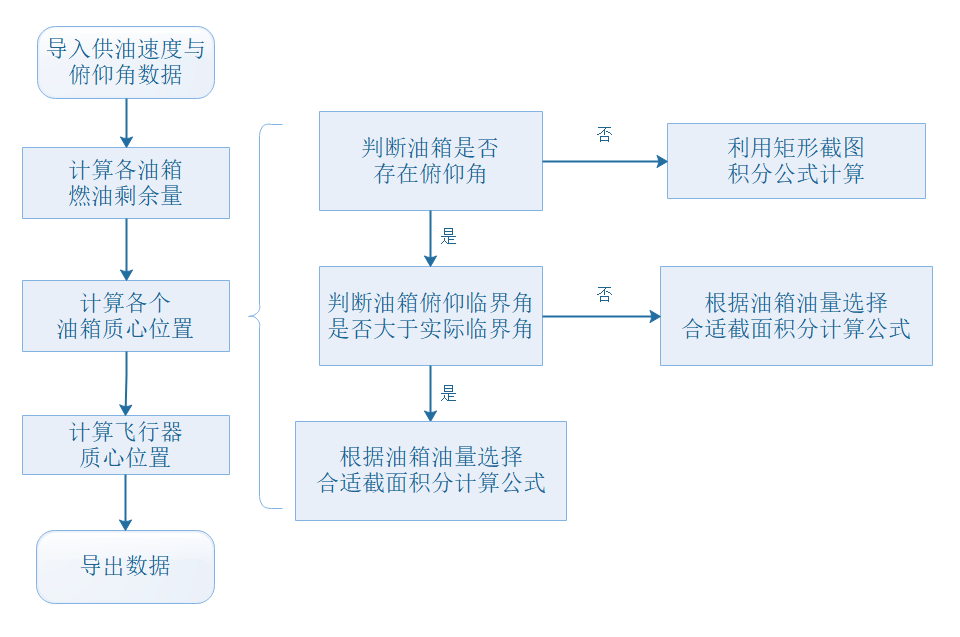 导入供油速度与
俯仰角数据
计算各油箱
燃油剩余量
计算各个
油箱质心位置
计算飞行器
质心位置
导出数据
判断油箱是否
存在俯仰角
否
利用矩形截图
积分公式计算
是
判断油箱俯仰临界角
是否大于实际临界角
否
根据油箱油量选择
合适截面积分计算公式
是
根据油箱油量选择
合适截面积分计算公式